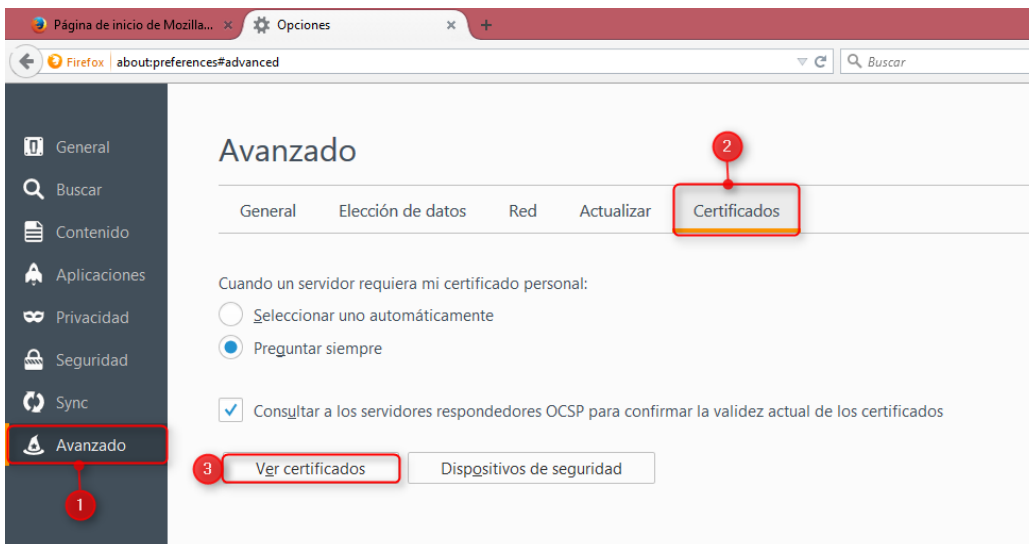 Página de inicio de Mozilla...
Opciones
Firefox about:preferences#advanced
Buscar
General
Buscar
Contenido
Aplicaciones
Privacidad
Seguridad
Sync
Avanzado
1
Avanzado
2
General Elección de datos Red Actualizar Certificados
Cuando un servidor requiera mi certificado personal:
Seleccionar uno automáticamente
Preguntar siempre
Consultar a los servidores respondedores OCSP para confirmar la validez actual de los certificados
3 Ver certificados Dispositivos de seguridad